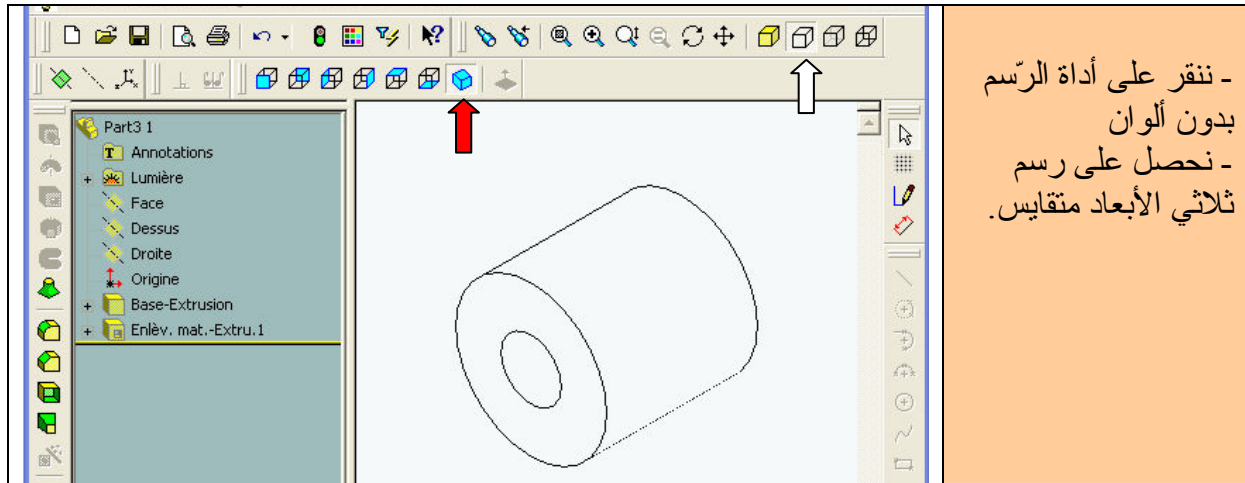 Part3 1
Annotations
Lumière
Face
Dessus
Droite
Origine
Base-Extrusion
Enlèv. mat.-Extru.1
- ننقر على أداة الرّسم
بدون ألوان
- نحصل على رسم
ثلاثي الأبعاد متقايس.